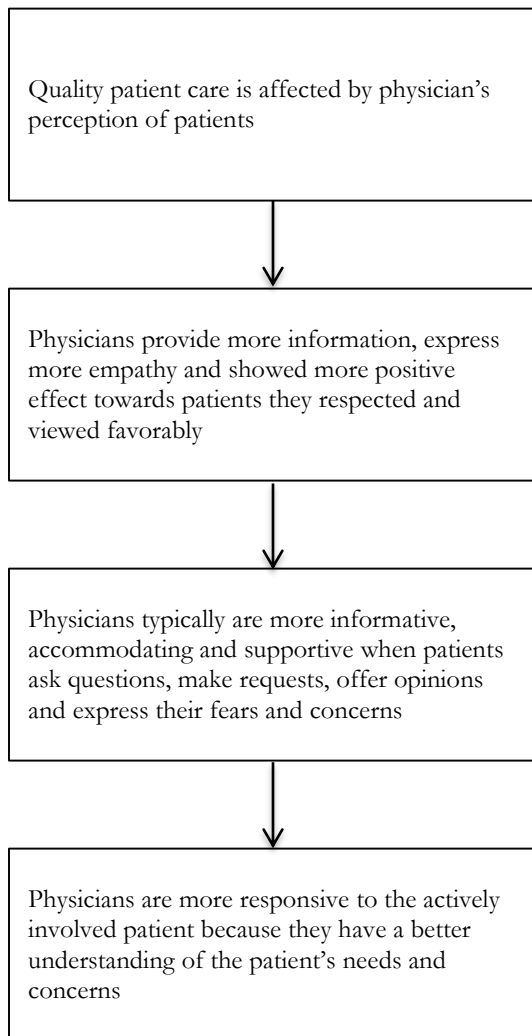 Quality patient care is affected by physician’s
perception of patients
Physicians provide more information, express
more empathy and showed more positive
effect towards patients they respected and
viewed favorably
Physicians typically are more informative,
accommodating and supportive when patients
ask questions, make requests, offer opinions
and express their fears and concerns
Physicians are more responsive to the actively
involved patient because they have a better
understanding of the patient’s needs and
concerns